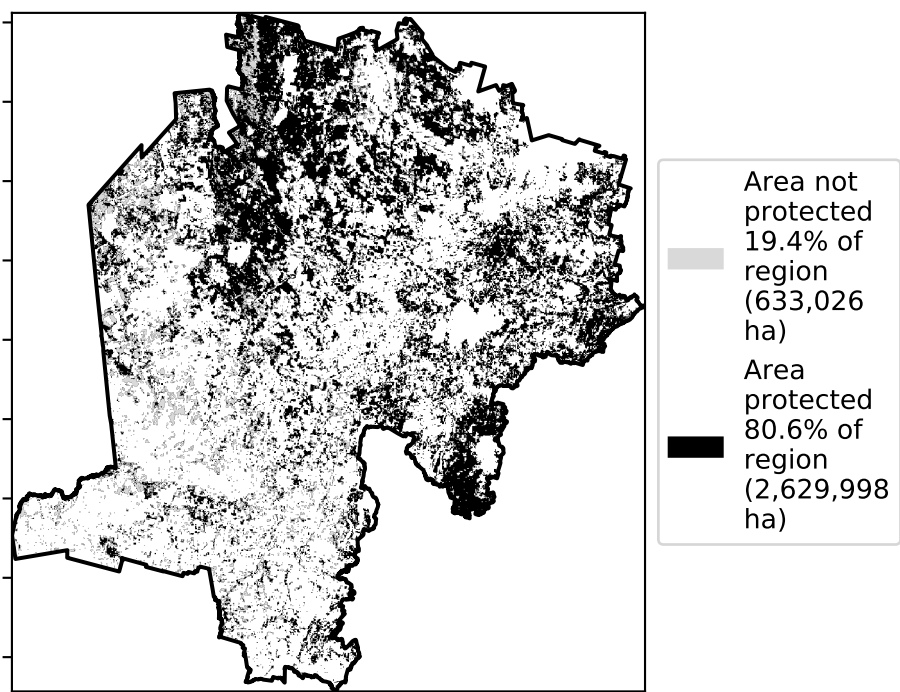 Area not
protected
19.4% of
region
(633,026
ha)
Area
protected
80.6% of
region
(2,629,998
ha)